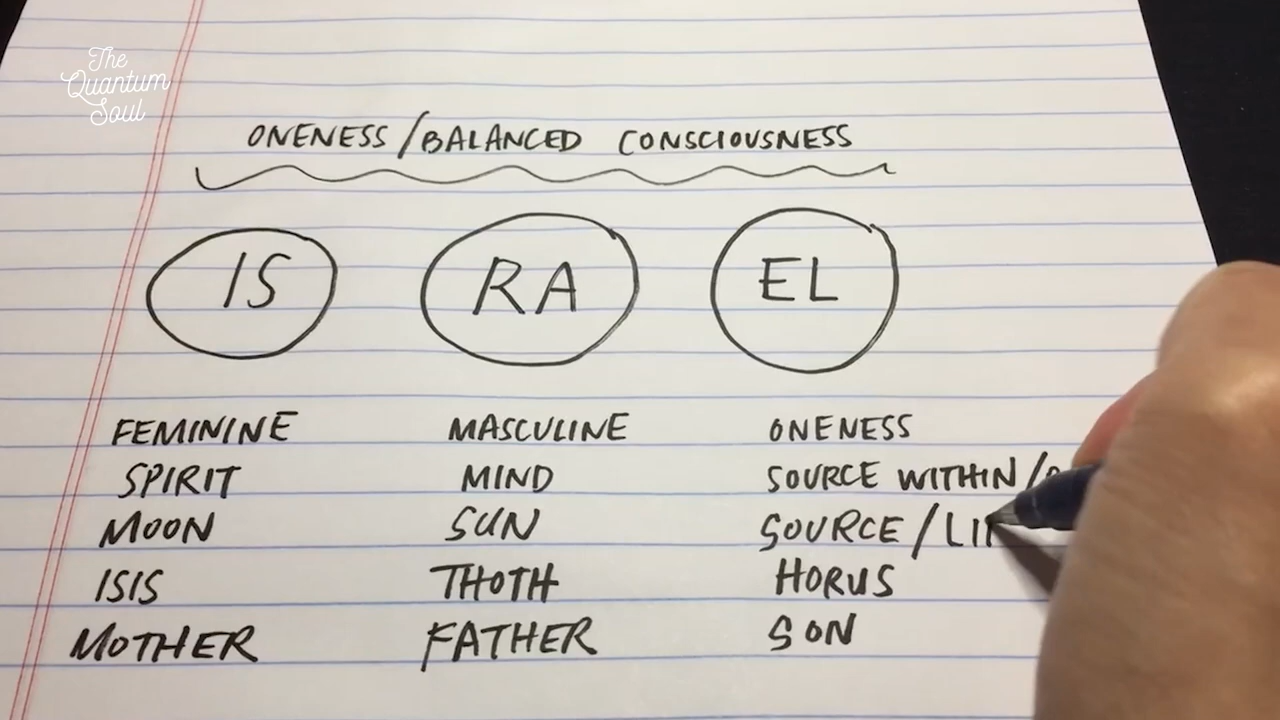 The
Quantum
Soul
ONENESS/BALANCED CONSCIOUSNESS
IS RA EL
FEMININE MASCULINE ONENESS
SPIRIT MIND SOURCE WITHIN/
MOON SUN SOURCE/
ISIS THOTH HORUS
MOTHER FATHER SON